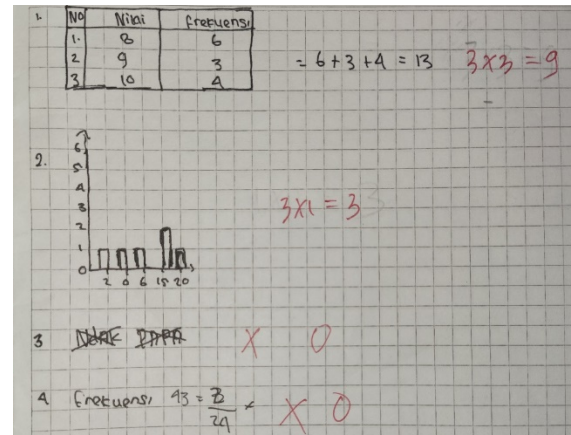 1.
No Nilai Frekuensi
1. 8 6
2 9 3
3 10 4
= 6+3+4 = 13
3x3 = 9
2.
6
5
4
3
2
1
0
2 0 6 15 20
3x1 = 3
3
X 0
4 Frekuensi 43 = 3/24
X 0